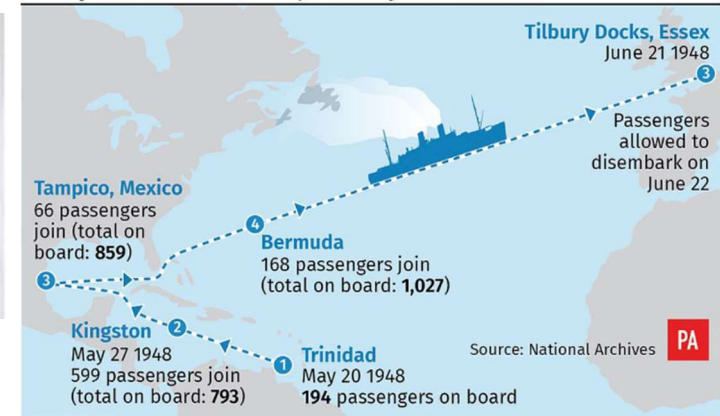 Tilbury Docks, Essex
June 21 1948
3
Passengers
allowed to
disembark on
June 22
Tampico, Mexico
66 passengers
join (total on
board: 859)
3
4
Bermuda
168 passengers join
(total on board: 1,027)
Kingston
2
May 27 1948
599 passengers join
(total on board: 793)
1
Trinidad
May 20 1948
194 passengers on board
Source: National Archives
PA